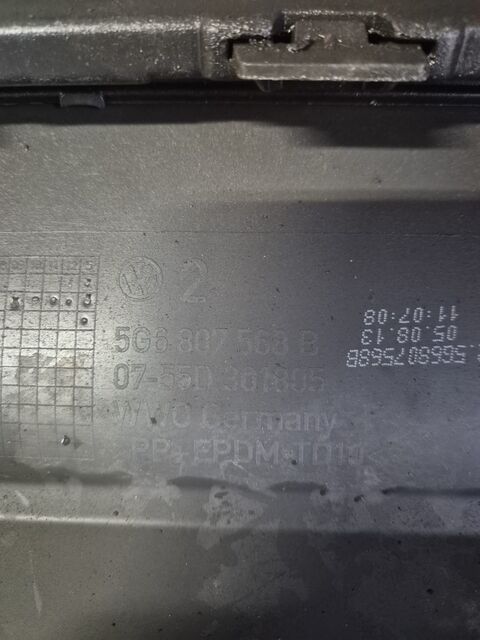 VW 2
5G6 807 568 B
07-55D 301805
WVO Germany
PP+EPDM-TD10
5G6807568B
05.08.13
11:07:08